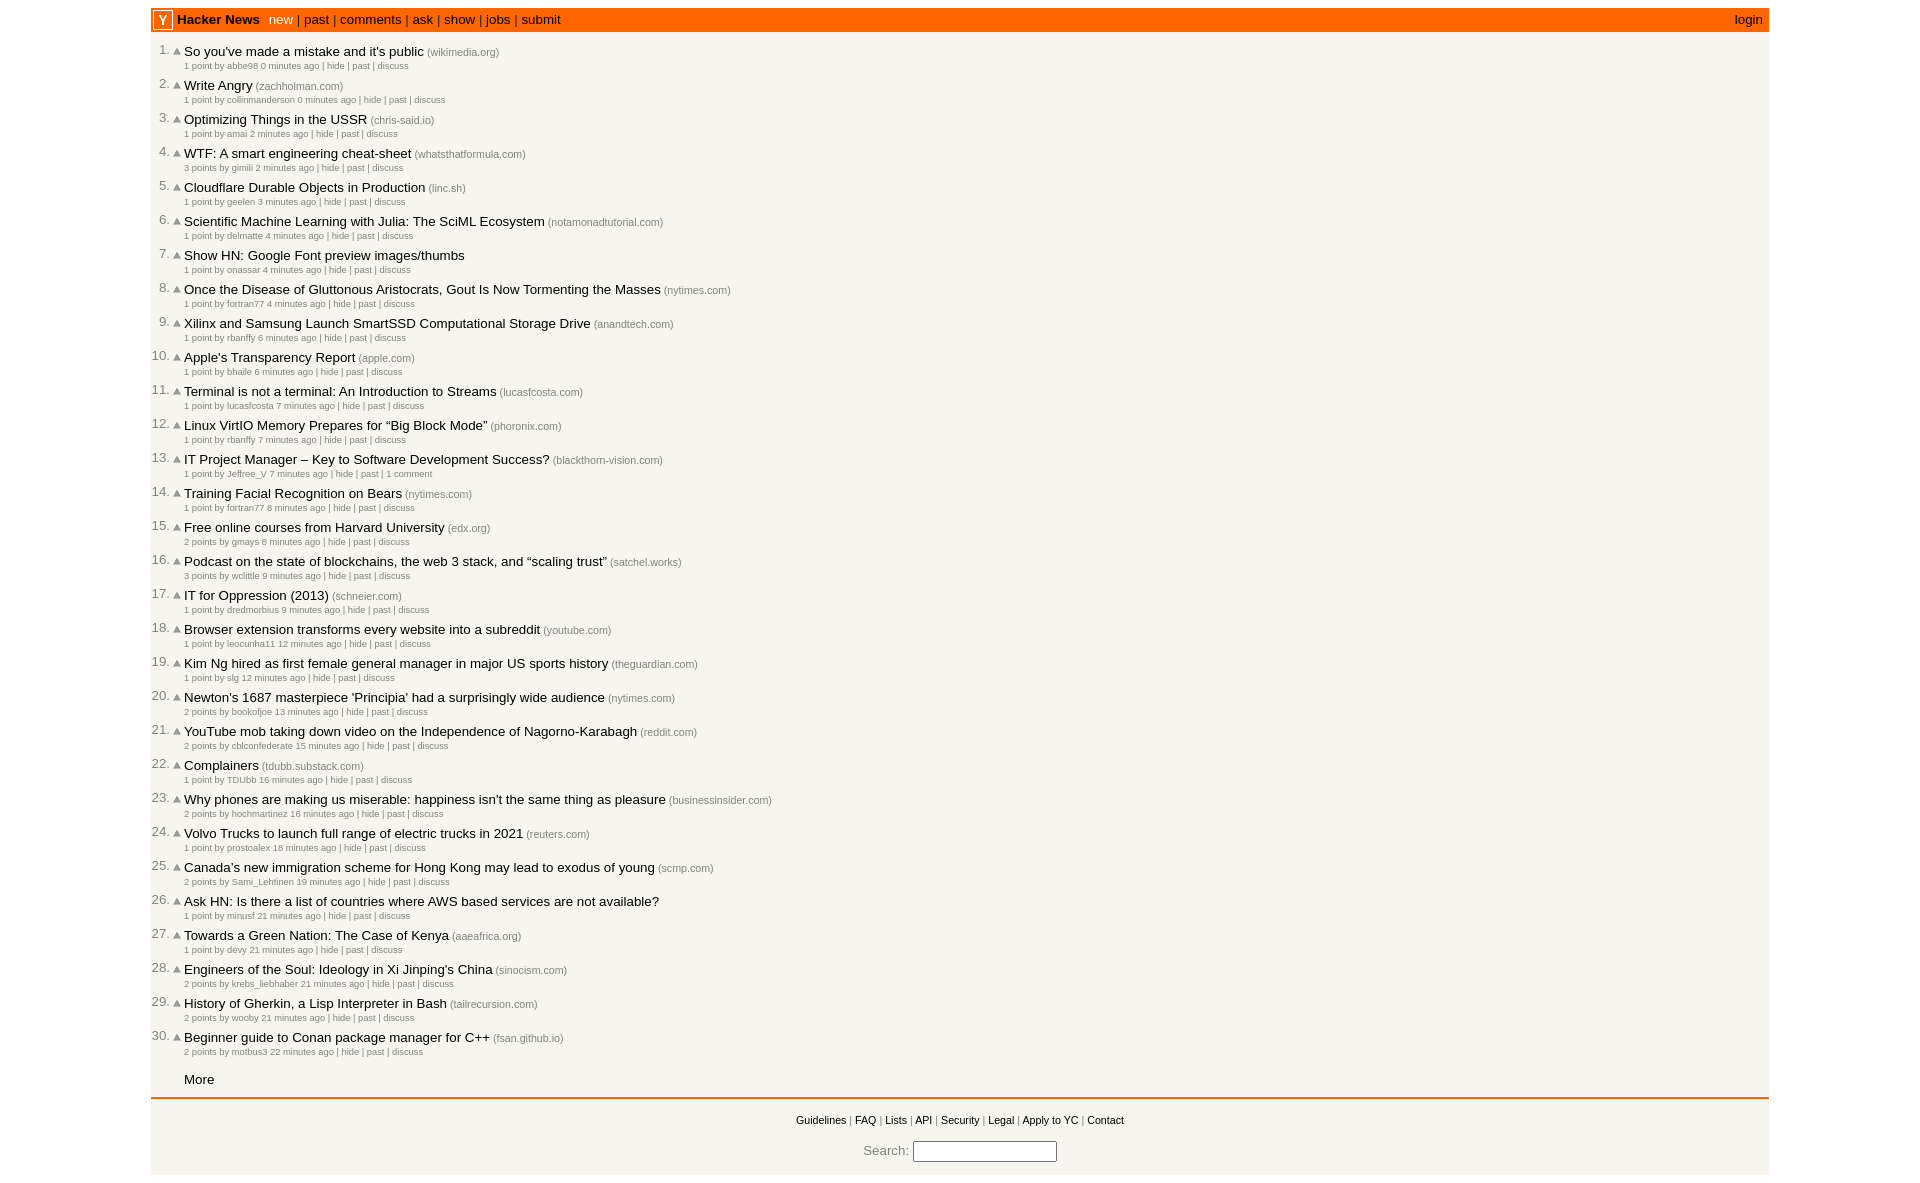 Y Hacker News new | past | comments | ask | show | jobs | submit login
1. So you've made a mistake and it's public (wikimedia.org)
1 point by abbe98 0 minutes ago | hide | past | discuss
2. Write Angry (zachholman.com)
1 point by collinmanderson 0 minutes ago | hide | past | discuss
3. Optimizing Things in the USSR (chris-said.io)
1 point by amai 2 minutes ago | hide | past | discuss
4. WTF: A smart engineering cheat-sheet (whatsthatformula.com)
3 points by gimili 2 minutes ago | hide | past | discuss
5. Cloudflare Durable Objects in Production (linc.sh)
1 point by geelen 3 minutes ago | hide | past | discuss
6. Scientific Machine Learning with Julia: The SciML Ecosystem (notamonadtutorial.com)
1 point by delmatte 4 minutes ago | hide | past | discuss
7. Show HN: Google Font preview images/thumbs
1 point by onassar 4 minutes ago | hide | past | discuss
8. Once the Disease of Gluttonous Aristocrats, Gout Is Now Tormenting the Masses (nytimes.com)
1 point by fortran77 4 minutes ago | hide | past | discuss
9. Xilinx and Samsung Launch SmartSSD Computational Storage Drive (anandtech.com)
1 point by rbanffy 6 minutes ago | hide | past | discuss
10. Apple's Transparency Report (apple.com)
1 point by bhaile 6 minutes ago | hide | past | discuss
11. Terminal is not a terminal: An Introduction to Streams (lucasfcosta.com)
1 point by lucasfcosta 7 minutes ago | hide | past | discuss
12. Linux VirtIO Memory Prepares for “Big Block Mode” (phoronix.com)
1 point by rbanffy 7 minutes ago | hide | past | discuss
13. IT Project Manager – Key to Software Development Success? (blackthorn-vision.com)
1 point by Jeffree_V 7 minutes ago | hide | past | 1 comment
14. Training Facial Recognition on Bears (nytimes.com)
1 point by fortran77 8 minutes ago | hide | past | discuss
15. Free online courses from Harvard University (edx.org)
2 points by gmays 8 minutes ago | hide | past | discuss
16. Podcast on the state of blockchains, the web 3 stack, and “scaling trust” (satchel.works)
3 points by wclittle 9 minutes ago | hide | past | discuss
17. IT for Oppression (2013) (schneier.com)
1 point by dredmorbius 9 minutes ago | hide | past | discuss
18. Browser extension transforms every website into a subreddit (youtube.com)
1 point by leocunha11 12 minutes ago | hide | past | discuss
19. Kim Ng hired as first female general manager in major US sports history (theguardian.com)
1 point by slg 12 minutes ago | hide | past | discuss
20. Newton's 1687 masterpiece 'Principia' had a surprisingly wide audience (nytimes.com)
2 points by bookofjoe 13 minutes ago | hide | past | discuss
21. YouTube mob taking down video on the Independence of Nagorno-Karabagh (reddit.com)
2 points by cblconfederate 15 minutes ago | hide | past | discuss
22. Complainers (tdubb.substack.com)
1 point by TDUbb 16 minutes ago | hide | past | discuss
23. Why phones are making us miserable: happiness isn't the same thing as pleasure (businessinsider.com)
2 points by hochmartinez 16 minutes ago | hide | past | discuss
24. Volvo Trucks to launch full range of electric trucks in 2021 (reuters.com)
1 point by prostoalex 18 minutes ago | hide | past | discuss
25. Canada’s new immigration scheme for Hong Kong may lead to exodus of young (scmp.com)
2 points by Sami_Lehtinen 19 minutes ago | hide | past | discuss
26. Ask HN: Is there a list of countries where AWS based services are not available?
1 point by minusf 21 minutes ago | hide | past | discuss
27. Towards a Green Nation: The Case of Kenya (aaeafrica.org)
1 point by devy 21 minutes ago | hide | past | discuss
28. Engineers of the Soul: Ideology in Xi Jinping's China (sinocism.com)
2 points by krebs_liebhaber 21 minutes ago | hide | past | discuss
29. History of Gherkin, a Lisp Interpreter in Bash (tailrecursion.com)
2 points by wooby 21 minutes ago | hide | past | discuss
30. Beginner guide to Conan package manager for C++ (fsan.github.io)
2 points by motbus3 22 minutes ago | hide | past | discuss
More
Guidelines | FAQ | Lists | API | Security | Legal | Apply to YC | Contact
Search: